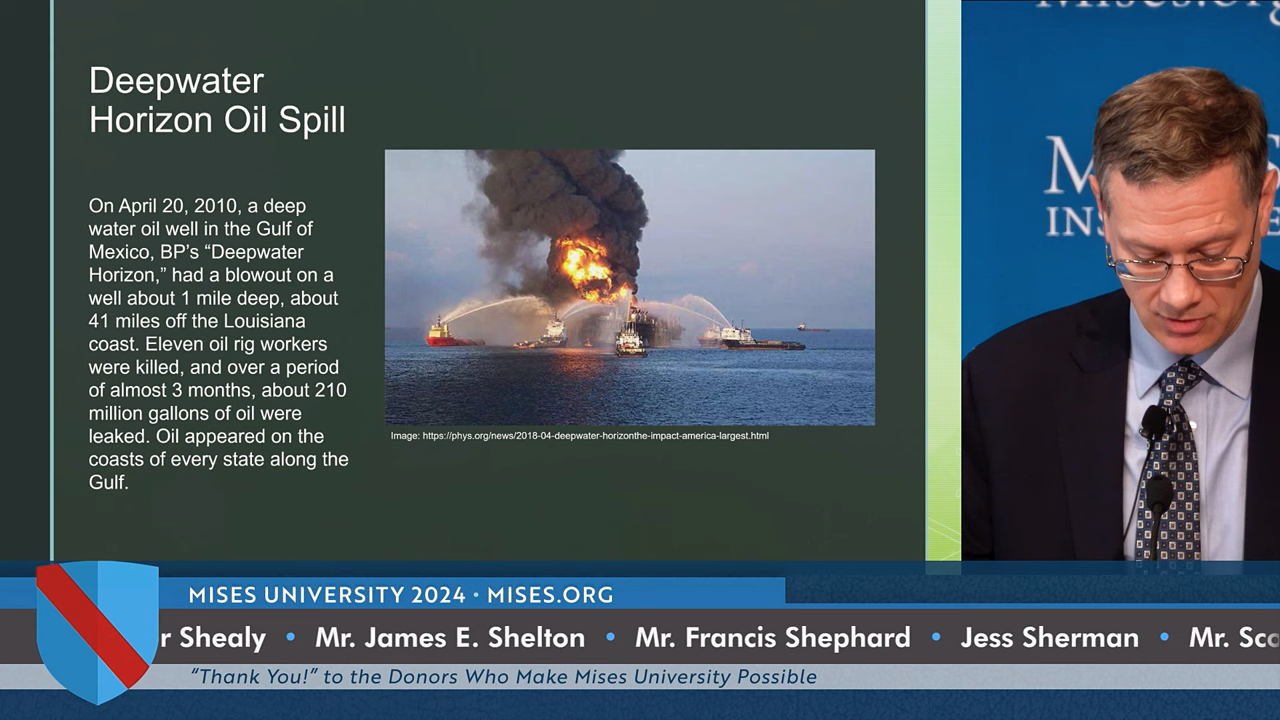 Deepwater
Horizon Oil Spill
On April 20, 2010, a deep
water oil well in the Gulf of
Mexico, BP’s “Deepwater
Horizon,” had a blowout on a
well about 1 mile deep, about
41 miles off the Louisiana
coast. Eleven oil rig workers
were killed, and over a period
of almost 3 months, about 210
million gallons of oil were
leaked. Oil appeared on the
coasts of every state along the
Gulf.
Image: https://phys.org/news/2018-04-deepwater-horizonthe-impact-america-largest.html
MISES UNIVERSITY 2024 · MISES.ORG
Shealy • Mr. James E. Shelton • Mr. Francis Shephard • Jess Sherman • Mr.
“Thank You!” to the Donors Who Make Mises University Possible